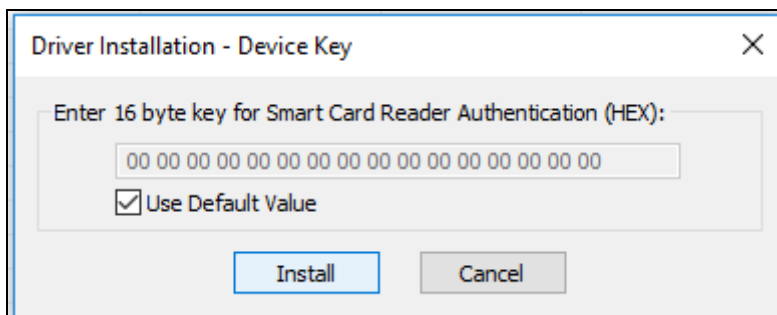 Driver Installation - Device Key
Enter 16 byte key for Smart Card Reader Authentication (HEX):
00 00 00 00 00 00 00 00 00 00 00 00 00 00 00 00
Use Default Value
Install Cancel